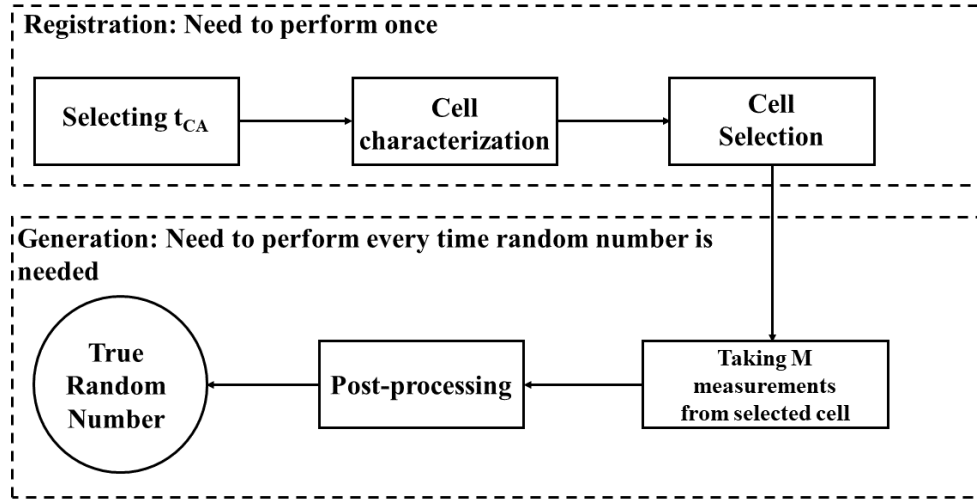 Registration: Need to perform once
Selecting t_CA
Cell
characterization
Cell
Selection
Generation: Need to perform every time random number is
needed
True
Random
Number
Post-processing
Taking M
measurements
from selected cell